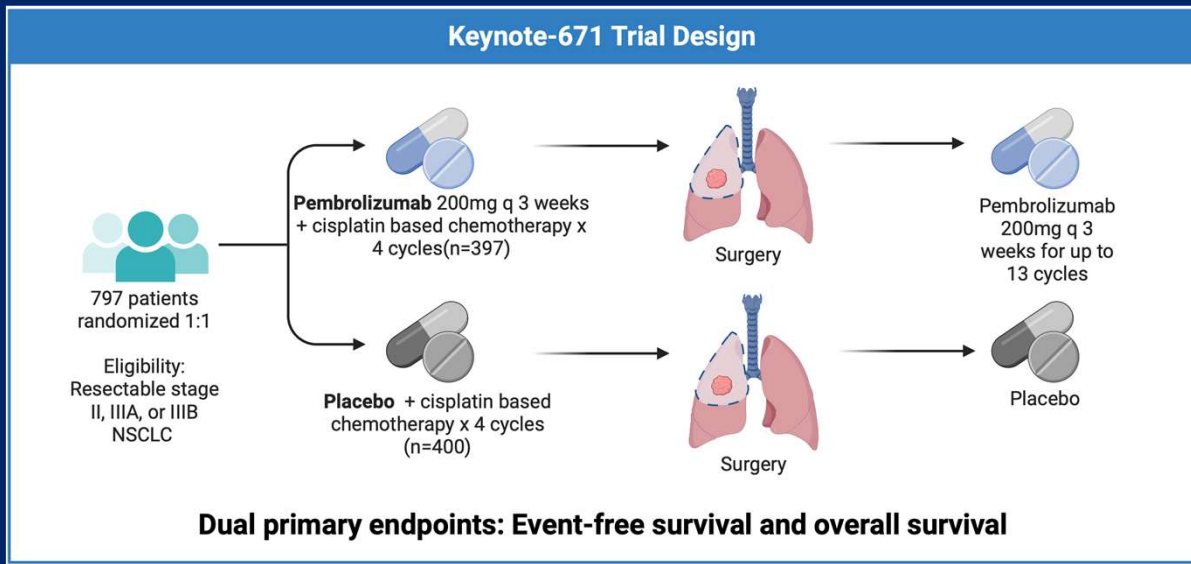 Keynote-671 Trial Design
797 patients
randomized 1:1
Eligibility:
Resectable stage
II, IIIA, or IIIB
NSCLC
Pembrolizumab 200mg q 3 weeks
+ cisplatin based chemotherapy x
4 cycles(n=397)
Surgery
Pembrolizumab
200mg q 3
weeks for up to
13 cycles
Placebo + cisplatin based
chemotherapy x 4 cycles
(n=400)
Surgery
Placebo
Dual primary endpoints: Event-free survival and overall survival